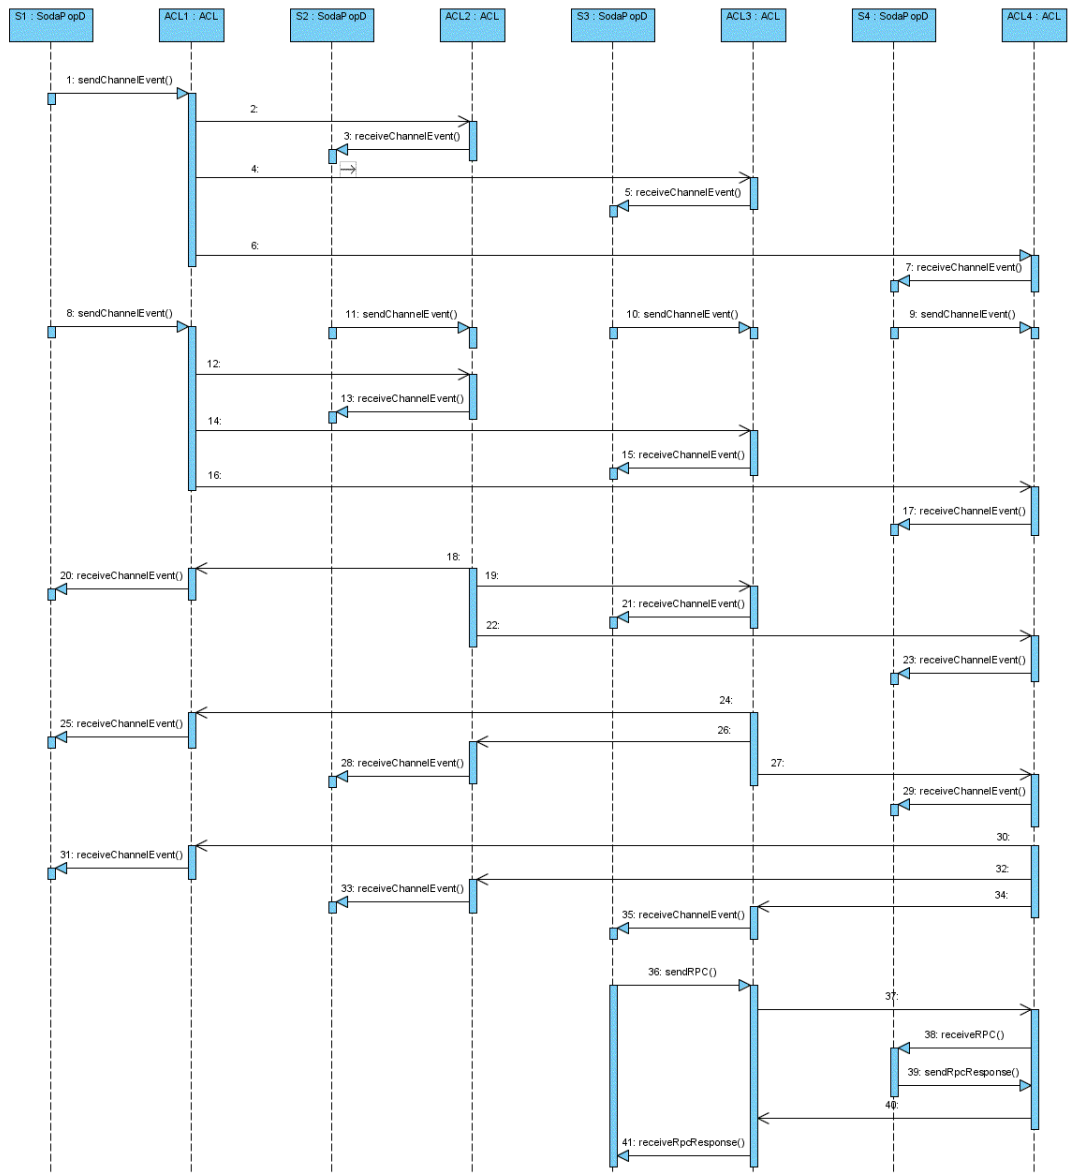 S1 : SodaPopD
ACL1 : ACL
S2 : SodaPopD
ACL2 : ACL
S3 : SodaPopD
ACL3 : ACL
S4 : SodaPopD
ACL4 : ACL
1: sendChannelEvent()
2:
3: receiveChannelEvent()
4:
5: receiveChannelEvent()
6:
7: receiveChannelEvent()
8: sendChannelEvent()
11: sendChannelEvent()
10: sendChannelEvent()
9: sendChannelEvent()
12:
13: receiveChannelEvent()
14:
15: receiveChannelEvent()
16:
17: receiveChannelEvent()
18:
20: receiveChannelEvent()
19:
21: receiveChannelEvent()
22:
23: receiveChannelEvent()
24:
25: receiveChannelEvent()
26:
28: receiveChannelEvent()
27:
29: receiveChannelEvent()
30:
31: receiveChannelEvent()
32:
33: receiveChannelEvent()
34:
35: receiveChannelEvent()
36: sendRPC()
37:
38: receiveRPC()
39: sendRpcResponse()
40:
41: receiveRpcResponse()